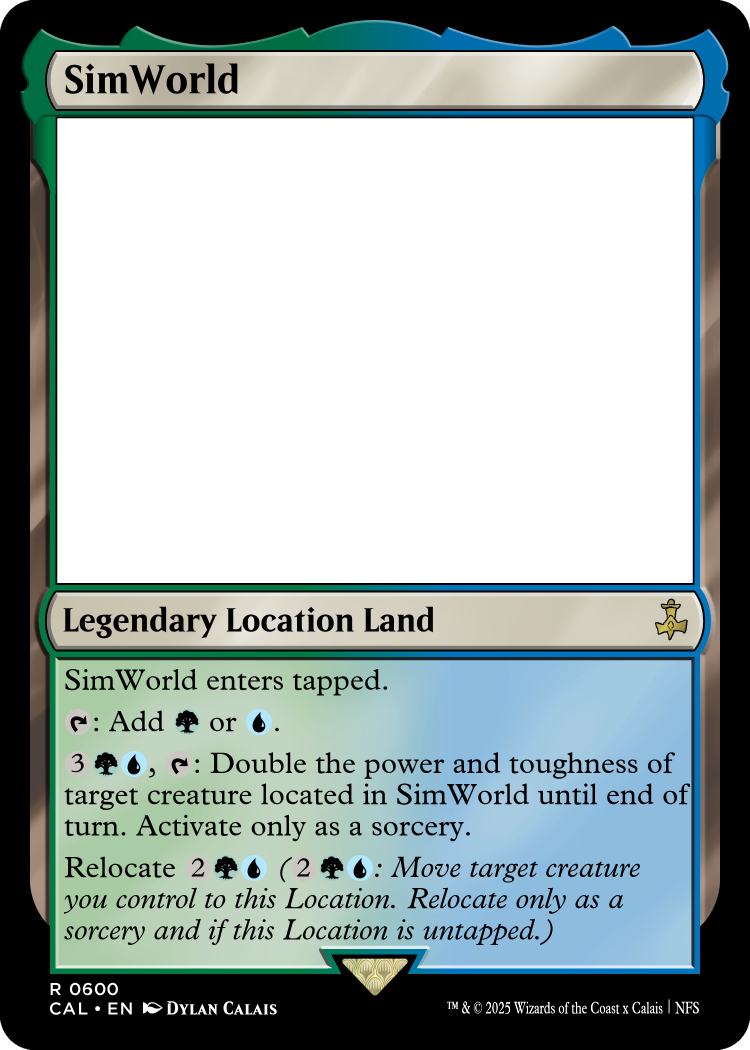 SimWorld
Legendary Location Land
SimWorld enters tapped.
: Add or .
3 , : Double the power and toughness of
target creature located in SimWorld until end of
turn. Activate only as a sorcery.
Relocate 2 (2 : Move target creature
you control to this Location. Relocate only as a
sorcery and if this Location is untapped.)
R 0600
CAL • EN DYLAN CALAIS
™ & © 2025 Wizards of the Coast x Calais | NFS